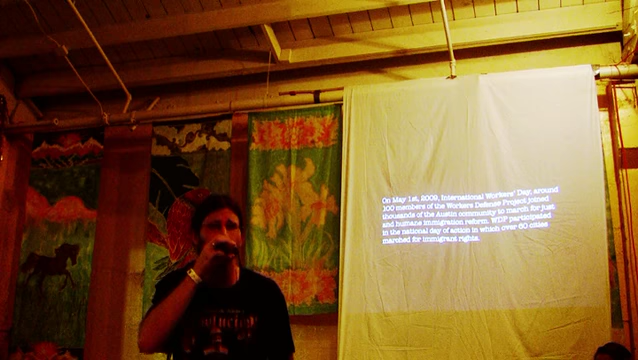 On May 1st, 2009, International Workers' Day, around
100 members of the Workers Defense Project joined
thousands of the Austin community to march for just
and humane immigration reform. WDP participated
in the national day of action in which over 60 cities
marched for immigrant rights.